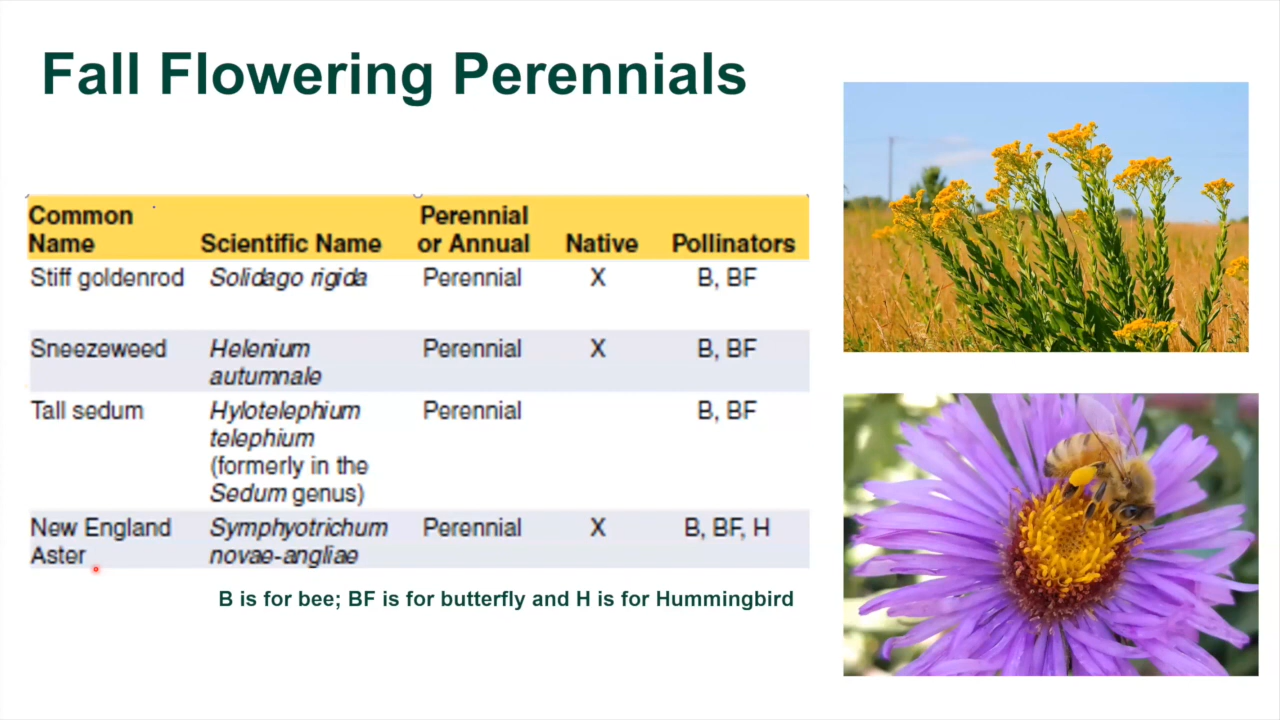 Fall Flowering Perennials
Common Name Scientific Name Perennial or Annual Native Pollinators
Stiff goldenrod Solidago rigida Perennial X B, BF
Sneezeweed Helenium autumnale Perennial X B, BF
Tall sedum Hylotelephium telephium (formerly in the Sedum genus) Perennial B, BF
New England Aster Symphyotrichum novae-angliae Perennial X B, BF, H
B is for bee; BF is for butterfly and H is for Hummingbird